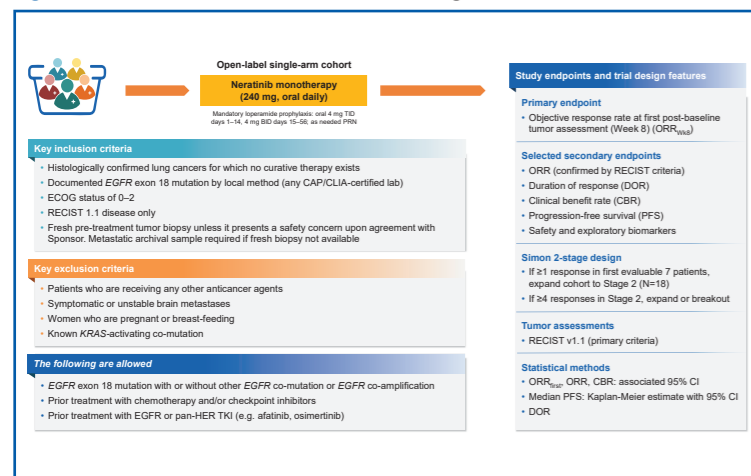 Open-label single-arm cohort
Neratinib monotherapy
(240 mg, oral daily)
Mandatory loperamide prophylaxis: oral 4 mg TID
days 1–14, 4 mg BID days 15–56; as needed PRN
Key inclusion criteria
• Histologically confirmed lung cancers for which no curative therapy exists
• Documented EGFR exon 18 mutation by local method (any CAP/CLIA-certified lab)
• ECOG status of 0–2
• RECIST 1.1 disease only
• Fresh pre-treatment tumor biopsy unless it presents a safety concern upon agreement with
Sponsor. Metastatic archival sample required if fresh biopsy not available
Key exclusion criteria
• Patients who are receiving any other anticancer agents
• Symptomatic or unstable brain metastases
• Women who are pregnant or breast-feeding
• Known KRAS-activating co-mutation
The following are allowed
• EGFR exon 18 mutation with or without other EGFR co-mutation or EGFR co-amplification
• Prior treatment with chemotherapy and/or checkpoint inhibitors
• Prior treatment with EGFR or pan-HER TKI (e.g. afatinib, osimertinib)
Study endpoints and trial design features
Primary endpoint
• Objective response rate at first post-baseline
tumor assessment (Week 8) (ORRWk8)
Selected secondary endpoints
• ORR (confirmed by RECIST criteria)
• Duration of response (DOR)
• Clinical benefit rate (CBR)
• Progression-free survival (PFS)
• Safety and exploratory biomarkers
Simon 2-stage design
• If ≥1 response in first evaluable 7 patients,
expand cohort to Stage 2 (N=18)
• If ≥4 responses in Stage 2, expand or breakout
Tumor assessments
• RECIST v1.1 (primary criteria)
Statistical methods
• ORRfirst, ORR, CBR: associated 95% CI
• Median PFS: Kaplan-Meier estimate with 95% CI
• DOR